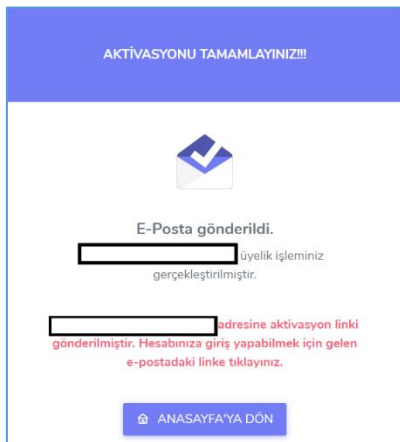 AKTİVASYONU TAMAMLAYINIZ!!!
E-Posta gönderildi.
üyelik işleminiz
gerçekleştirilmiştir.
adresine aktivasyon linki
gönderilmiştir. Hesabınıza giriş yapabilmek için gelen
e-postadaki linke tıklayınız.
ANASAYFA'YA DÖN